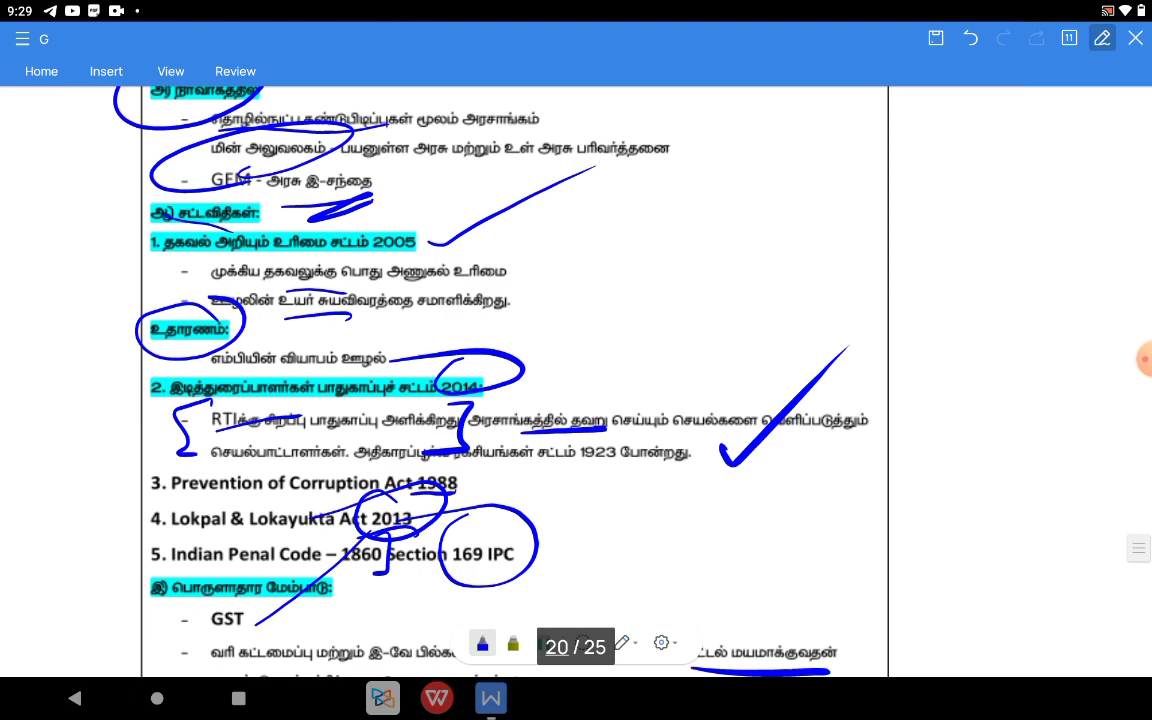 9:29
G
11
Home Insert View Review
அ) நிர்வாகத்தில்
- தொழில்நுட்ப கண்டுபிடிப்புகள் மூலம் அரசாங்கம்
மின் அலுவலகம் - பயனுள்ள அரசு மற்றும் உள் அரசு பரிவர்த்தனை
- GEM - அரசு இ-சந்தை
ஆ) சட்டவிதிகள்:
1. தகவல் அறியும் உரிமை சட்டம் 2005
- முக்கிய தகவலுக்கு பொது அணுகல் உரிமை
- ஊழலின் உயர் சுயவிவரத்தை சமாளிக்கிறது.
உதாரணம்:
எம்பியின் வியாபம் ஊழல்
2. இடித்துரைப்பாளர்கள் பாதுகாப்புச் சட்டம் 2014:
- RTIக்கு சிறப்பு பாதுகாப்பு அளிக்கிறது அரசாங்கத்தில் தவறு செய்யும் செயல்களை வெளிப்படுத்தும்
செயல்பாட்டாளர்கள். அதிகாரப்பூர்வ ரகசியங்கள் சட்டம் 1923 போன்றது.
3. Prevention of Corruption Act 1988
4. Lokpal & Lokayukta Act 2013
5. Indian Penal Code – 1860 Section 169 IPC
இ) பொருளாதார மேம்பாடு:
- GST
- வரி கட்டமைப்பு மற்றும் இ-வே மயமாக்குவதன்
20 / 25